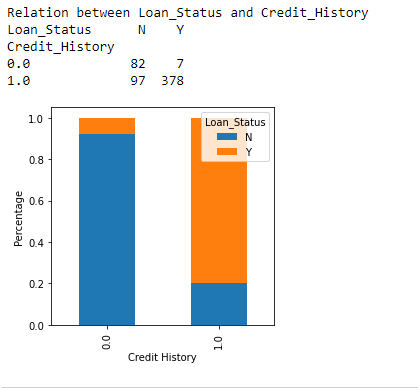 Relation between Loan_Status and Credit_History
Loan_Status N Y
Credit_History
0.0 82 7
1.0 97 378
Loan_Status
N
Y
1.0
0.8
0.6
0.4
0.2
0.0
Percentage
0.0 1.0
Credit History